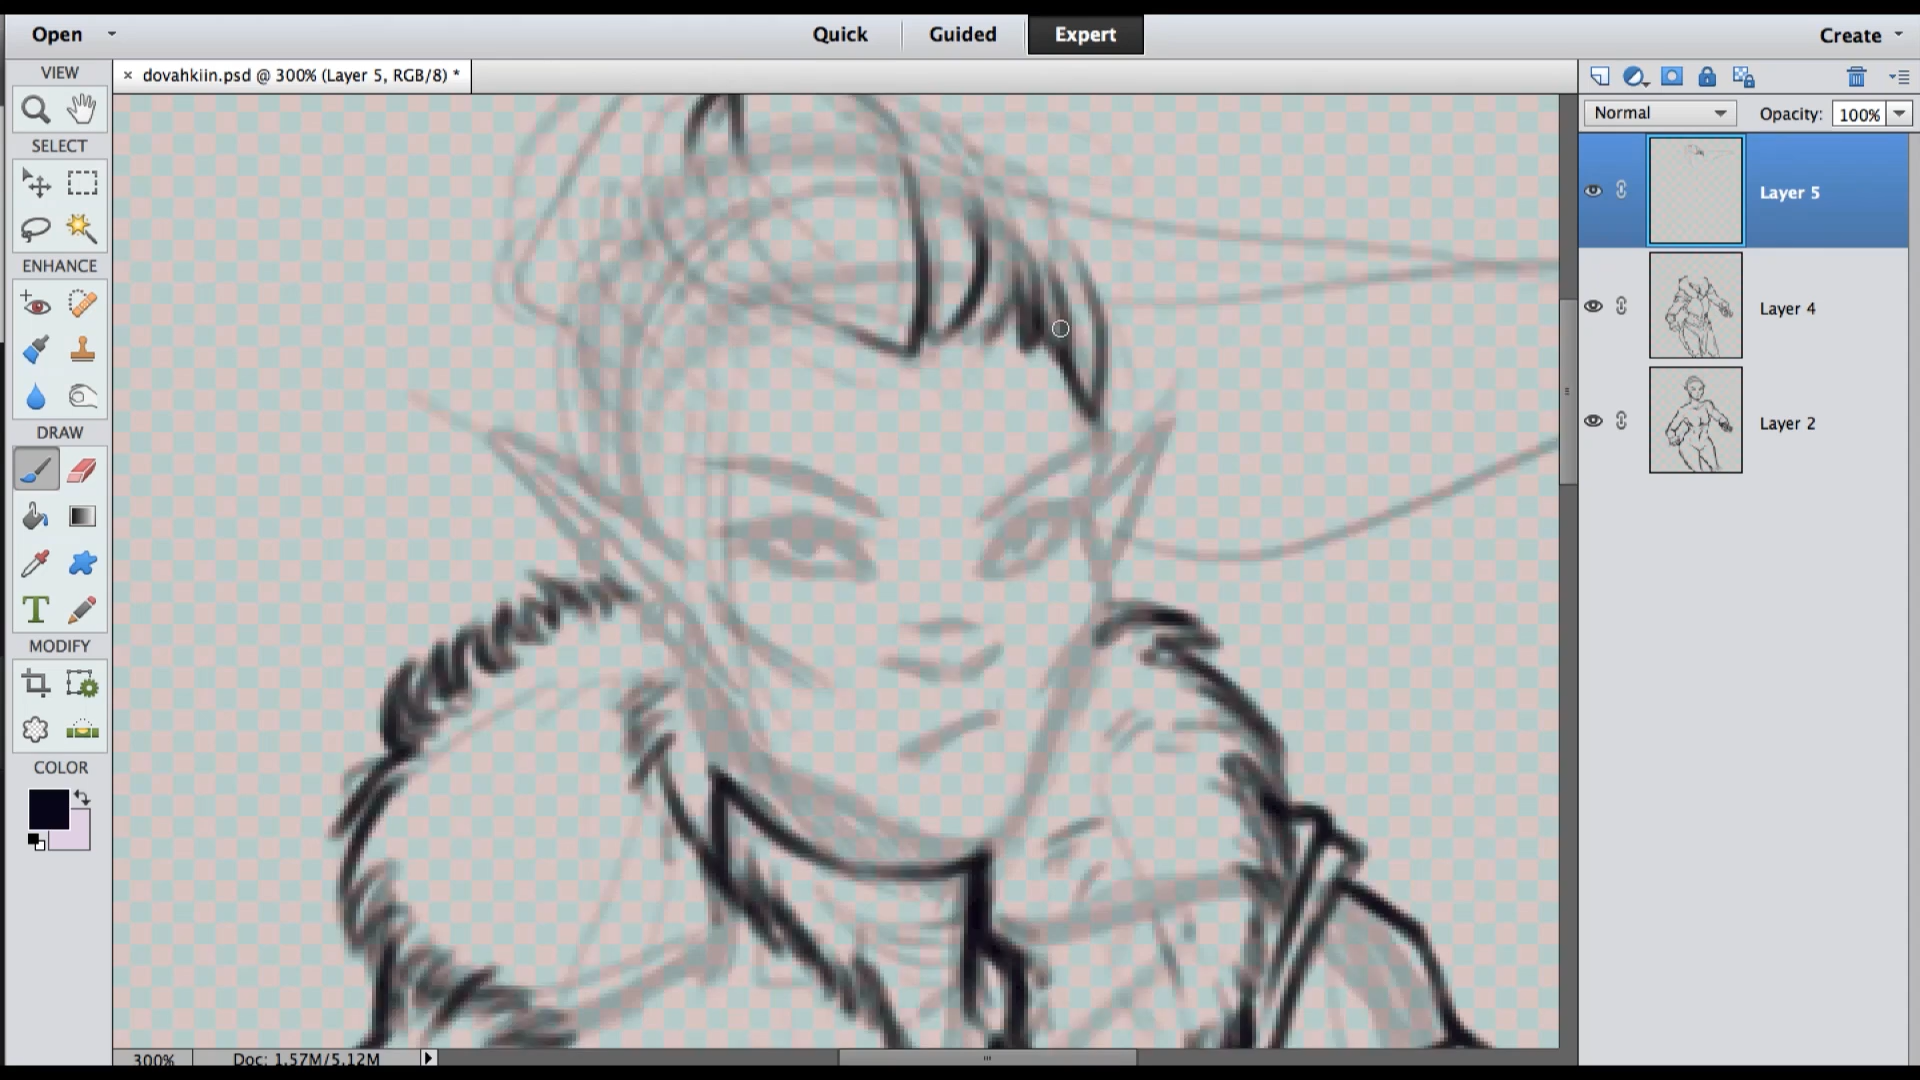 Open
Quick
Guided
Expert
Create
VIEW
× dovahkiin.psd @ 300% (Layer 5, RGB/8) *
Normal
Opacity: 100%
SELECT
Layer 5
ENHANCE
Layer 4
DRAW
Layer 2
T
MODIFY
COLOR
300%
Doc: 1.57M/5.12M